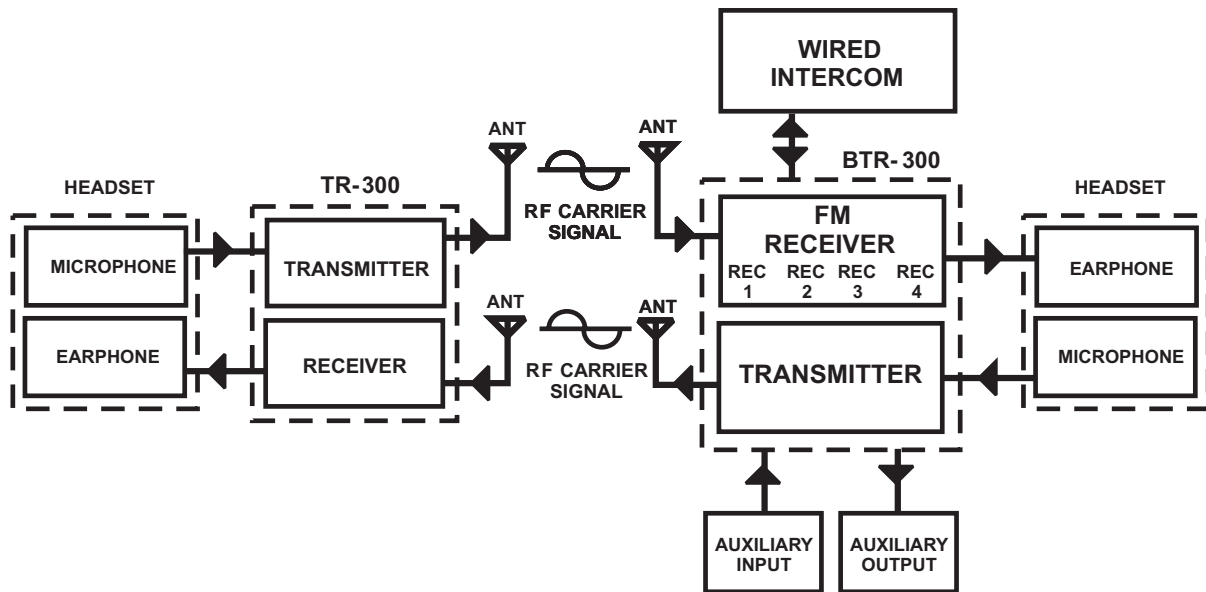 WIRED
INTERCOM
ANT
ANT
BTR-300
HEADSET
TR-300
HEADSET
RF CARRIER
SIGNAL
FM
RECEIVER
MICROPHONE
TRANSMITTER
REC
1
REC
2
REC
3
REC
4
EARPHONE
ANT
ANT
EARPHONE
RECEIVER
RF CARRIER
SIGNAL
TRANSMITTER
MICROPHONE
AUXILIARY
INPUT
AUXILIARY
OUTPUT